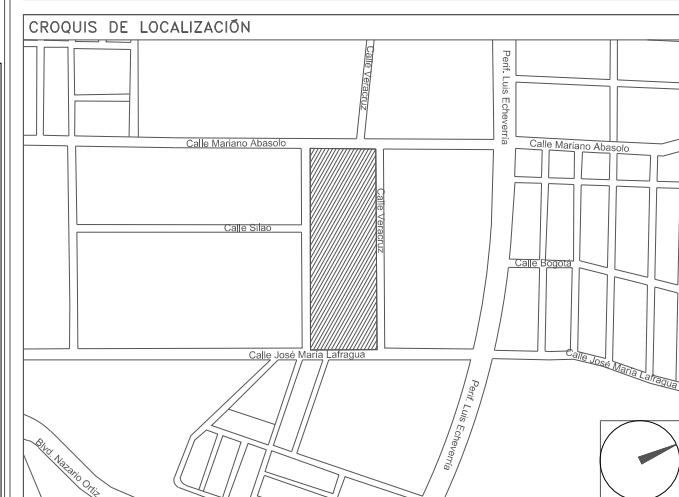 CROQUIS DE LOCALIZACIÓN
Calle Veracruz
Perif. Luis Echeverría
Calle Mariano Abasolo
Calle Mariano Abasolo
Calle Veracruz
Calle Silao
Calle Bogotá
Calle José María Lafragua
Calle José María Lafragua
Perif. Luis Echeverría
Blvd. Nazario Ortiz